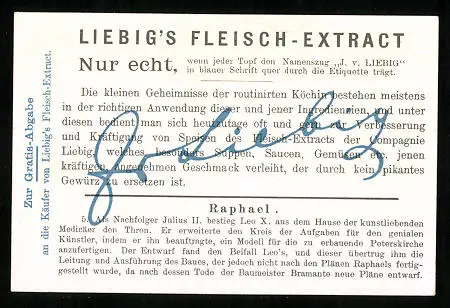 LIEBIG'S FLEISCH-EXTRACT
Nur echt, wenn jeder Topf den Namenszug „J. v. LIEBIG“
in blauer Schrift quer durch die Etiquette trägt.
Die kleinen Geheimnisse der routinirten Köchin bestehen meistens
in der richtigen Anwendung dieser und jener Ingredienzien, und unter
diesen bedient man sich heutzutage oft und gern zur Verbesserung
und Kräftigung von Speisen des Fleisch-Extracts der Compagnie
Liebig, welches besonders Suppen, Saucen, Gemüsen etc. jenen
kräftigen, angenehmen Geschmack verleiht, der durch kein pikantes
Gewürz zu ersetzen ist.
JvLiebig
Raphael.
5. Als Nachfolger Julius II. bestieg Leo X. aus dem Hause der kunstliebenden
Medicäer den Thron. Er erweiterte den Kreis der Aufgaben für den genialen
Künstler, indem er ihn beauftragte, ein Modell für die zu erbauende Peterskirche
anzufertigen. Der Entwurf fand den Beifall Leo's, und dieser übertrug ihm die
Leitung und Ausführung des Baues, der jedoch nicht nach den Plänen Raphaels fertig-
gestellt wurde, da nach dessen Tode der Baumeister Bramante neue Pläne entwarf.
Zur Gratis-Abgabe
an die Käufer von Liebig's Fleisch-Extract.